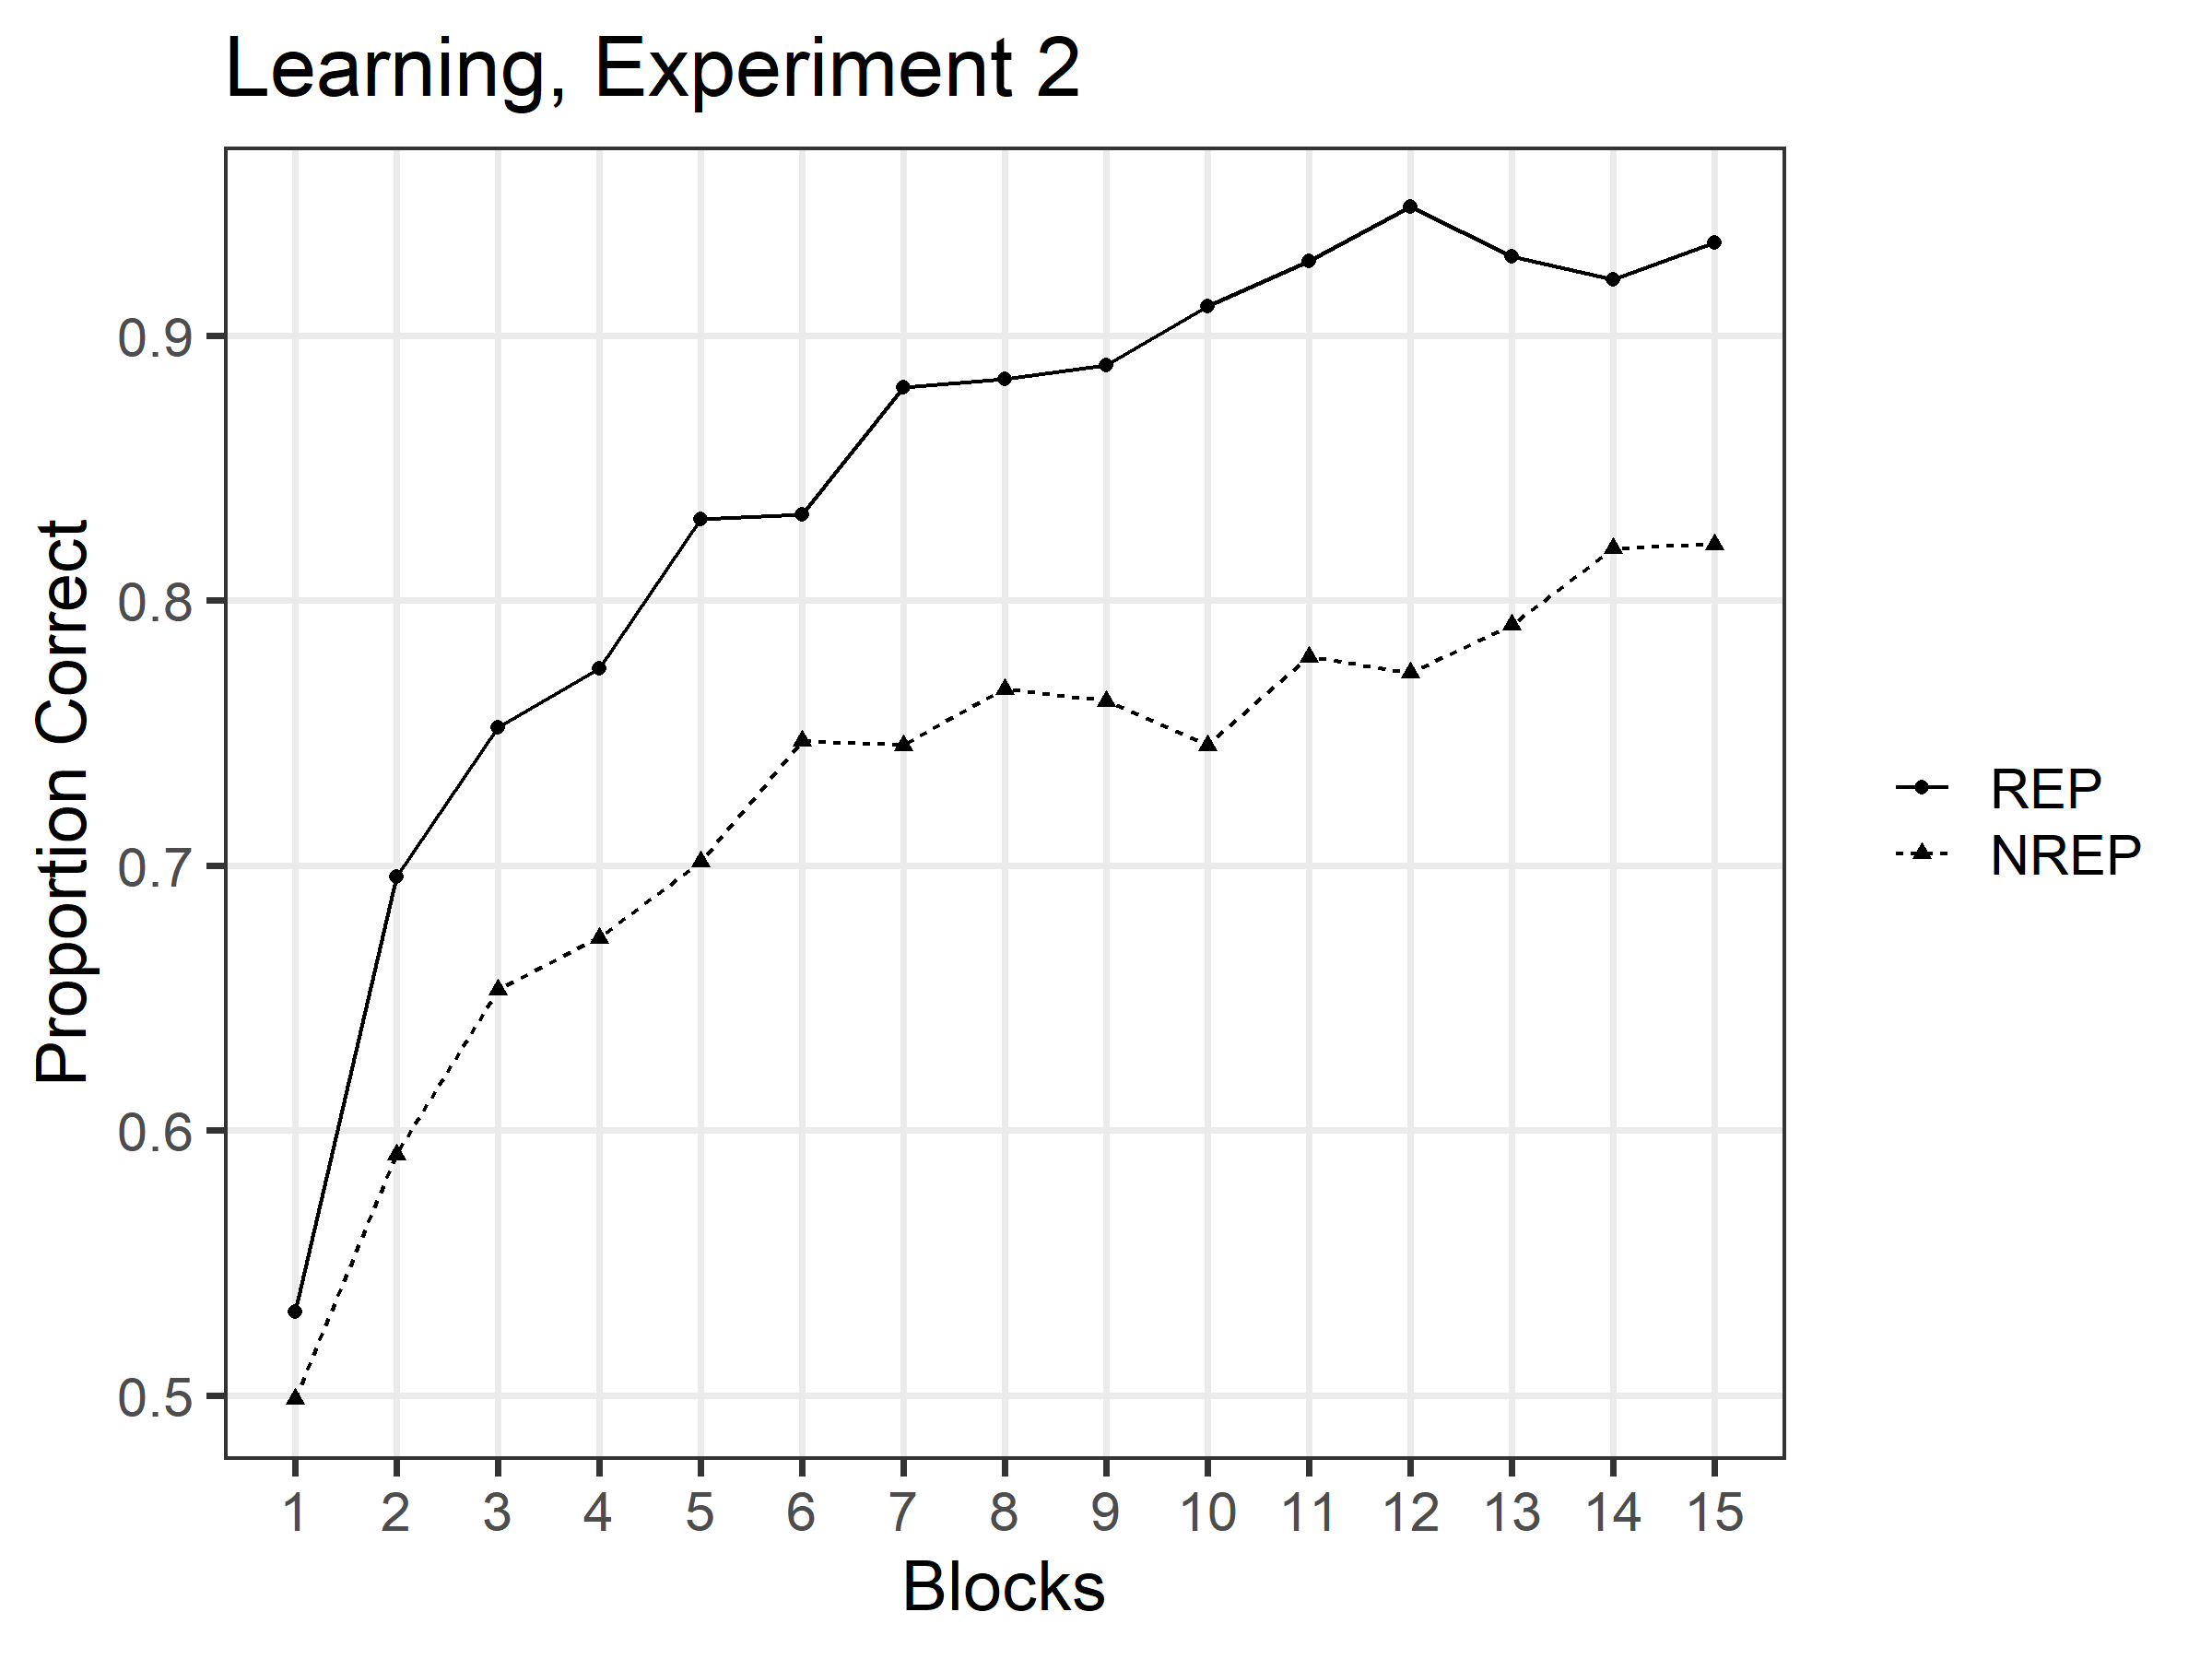 Learning, Experiment 2
Proportion Correct
0.9
0.8
0.7
0.6
0.5
1 2 3 4 5 6 7 8 9 10 11 12 13 14 15
Blocks
REP
NREP